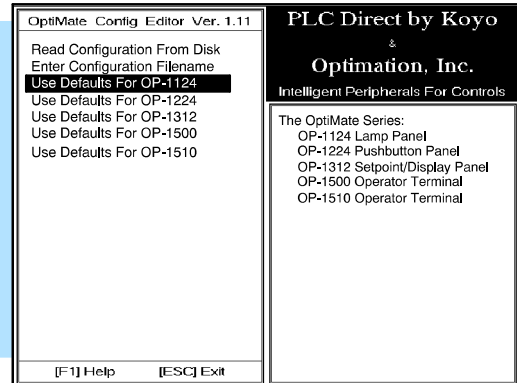 OptiMate Config Editor Ver. 1.11
Read Configuration From Disk
Enter Configuration Filename
Use Defaults For OP-1124
Use Defaults For OP-1224
Use Defaults For OP-1312
Use Defaults For OP-1500
Use Defaults For OP-1510
[F1] Help [ESC] Exit
PLC Direct by Koyo
&
Optimation, Inc.
Intelligent Peripherals For Controls
The OptiMate Series:
OP-1124 Lamp Panel
OP-1224 Pushbutton Panel
OP-1312 Setpoint/Display Panel
OP-1500 Operator Terminal
OP-1510 Operator Terminal